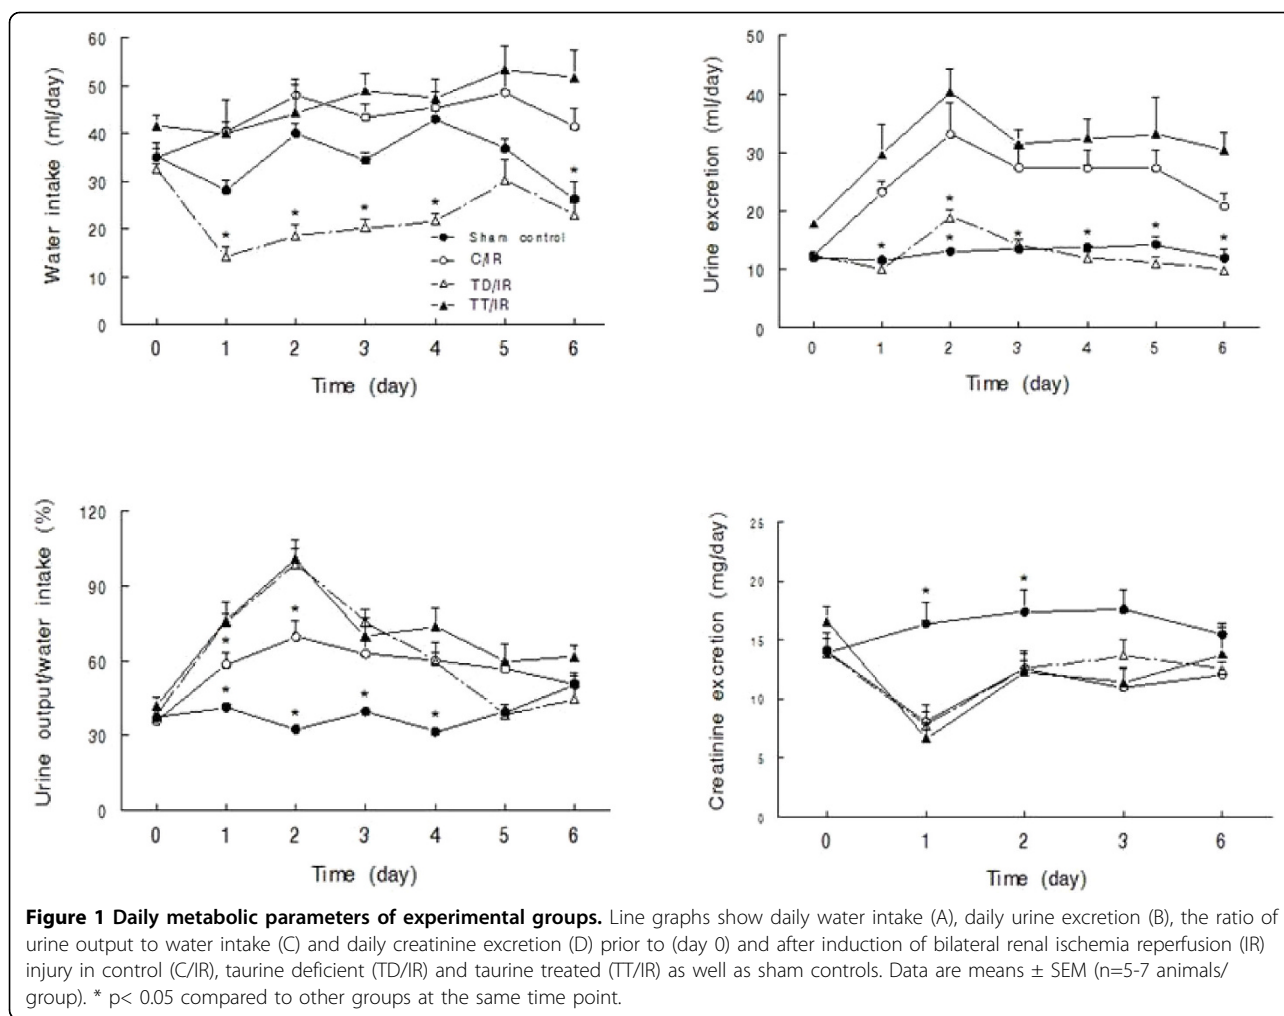 Water intake (ml/day)
60
50
40
30
20
10
0
0 1 2 3 4 5 6
Time (day)
* * * * *
Sham control
C/IR
TD/IR
TT/IR
Urine excretion (ml/day)
50
40
30
20
10
0
0 1 2 3 4 5 6
Time (day)
* * * * * * *
Urine output/water intake (%)
120
90
60
30
0
0 1 2 3 4 5 6
Time (day)
* * * * * *
Creatinine excretion (mg/day)
25
20
15
10
5
0
0 1 2 3 6
Time (day)
* *
Figure 1 Daily metabolic parameters of experimental groups. Line graphs show daily water intake (A), daily urine excretion (B), the ratio of
urine output to water intake (C) and daily creatinine excretion (D) prior to (day 0) and after induction of bilateral renal ischemia reperfusion (IR)
injury in control (C/IR), taurine deficient (TD/IR) and taurine treated (TT/IR) as well as sham controls. Data are means ± SEM (n=5-7 animals/
group). * p< 0.05 compared to other groups at the same time point.